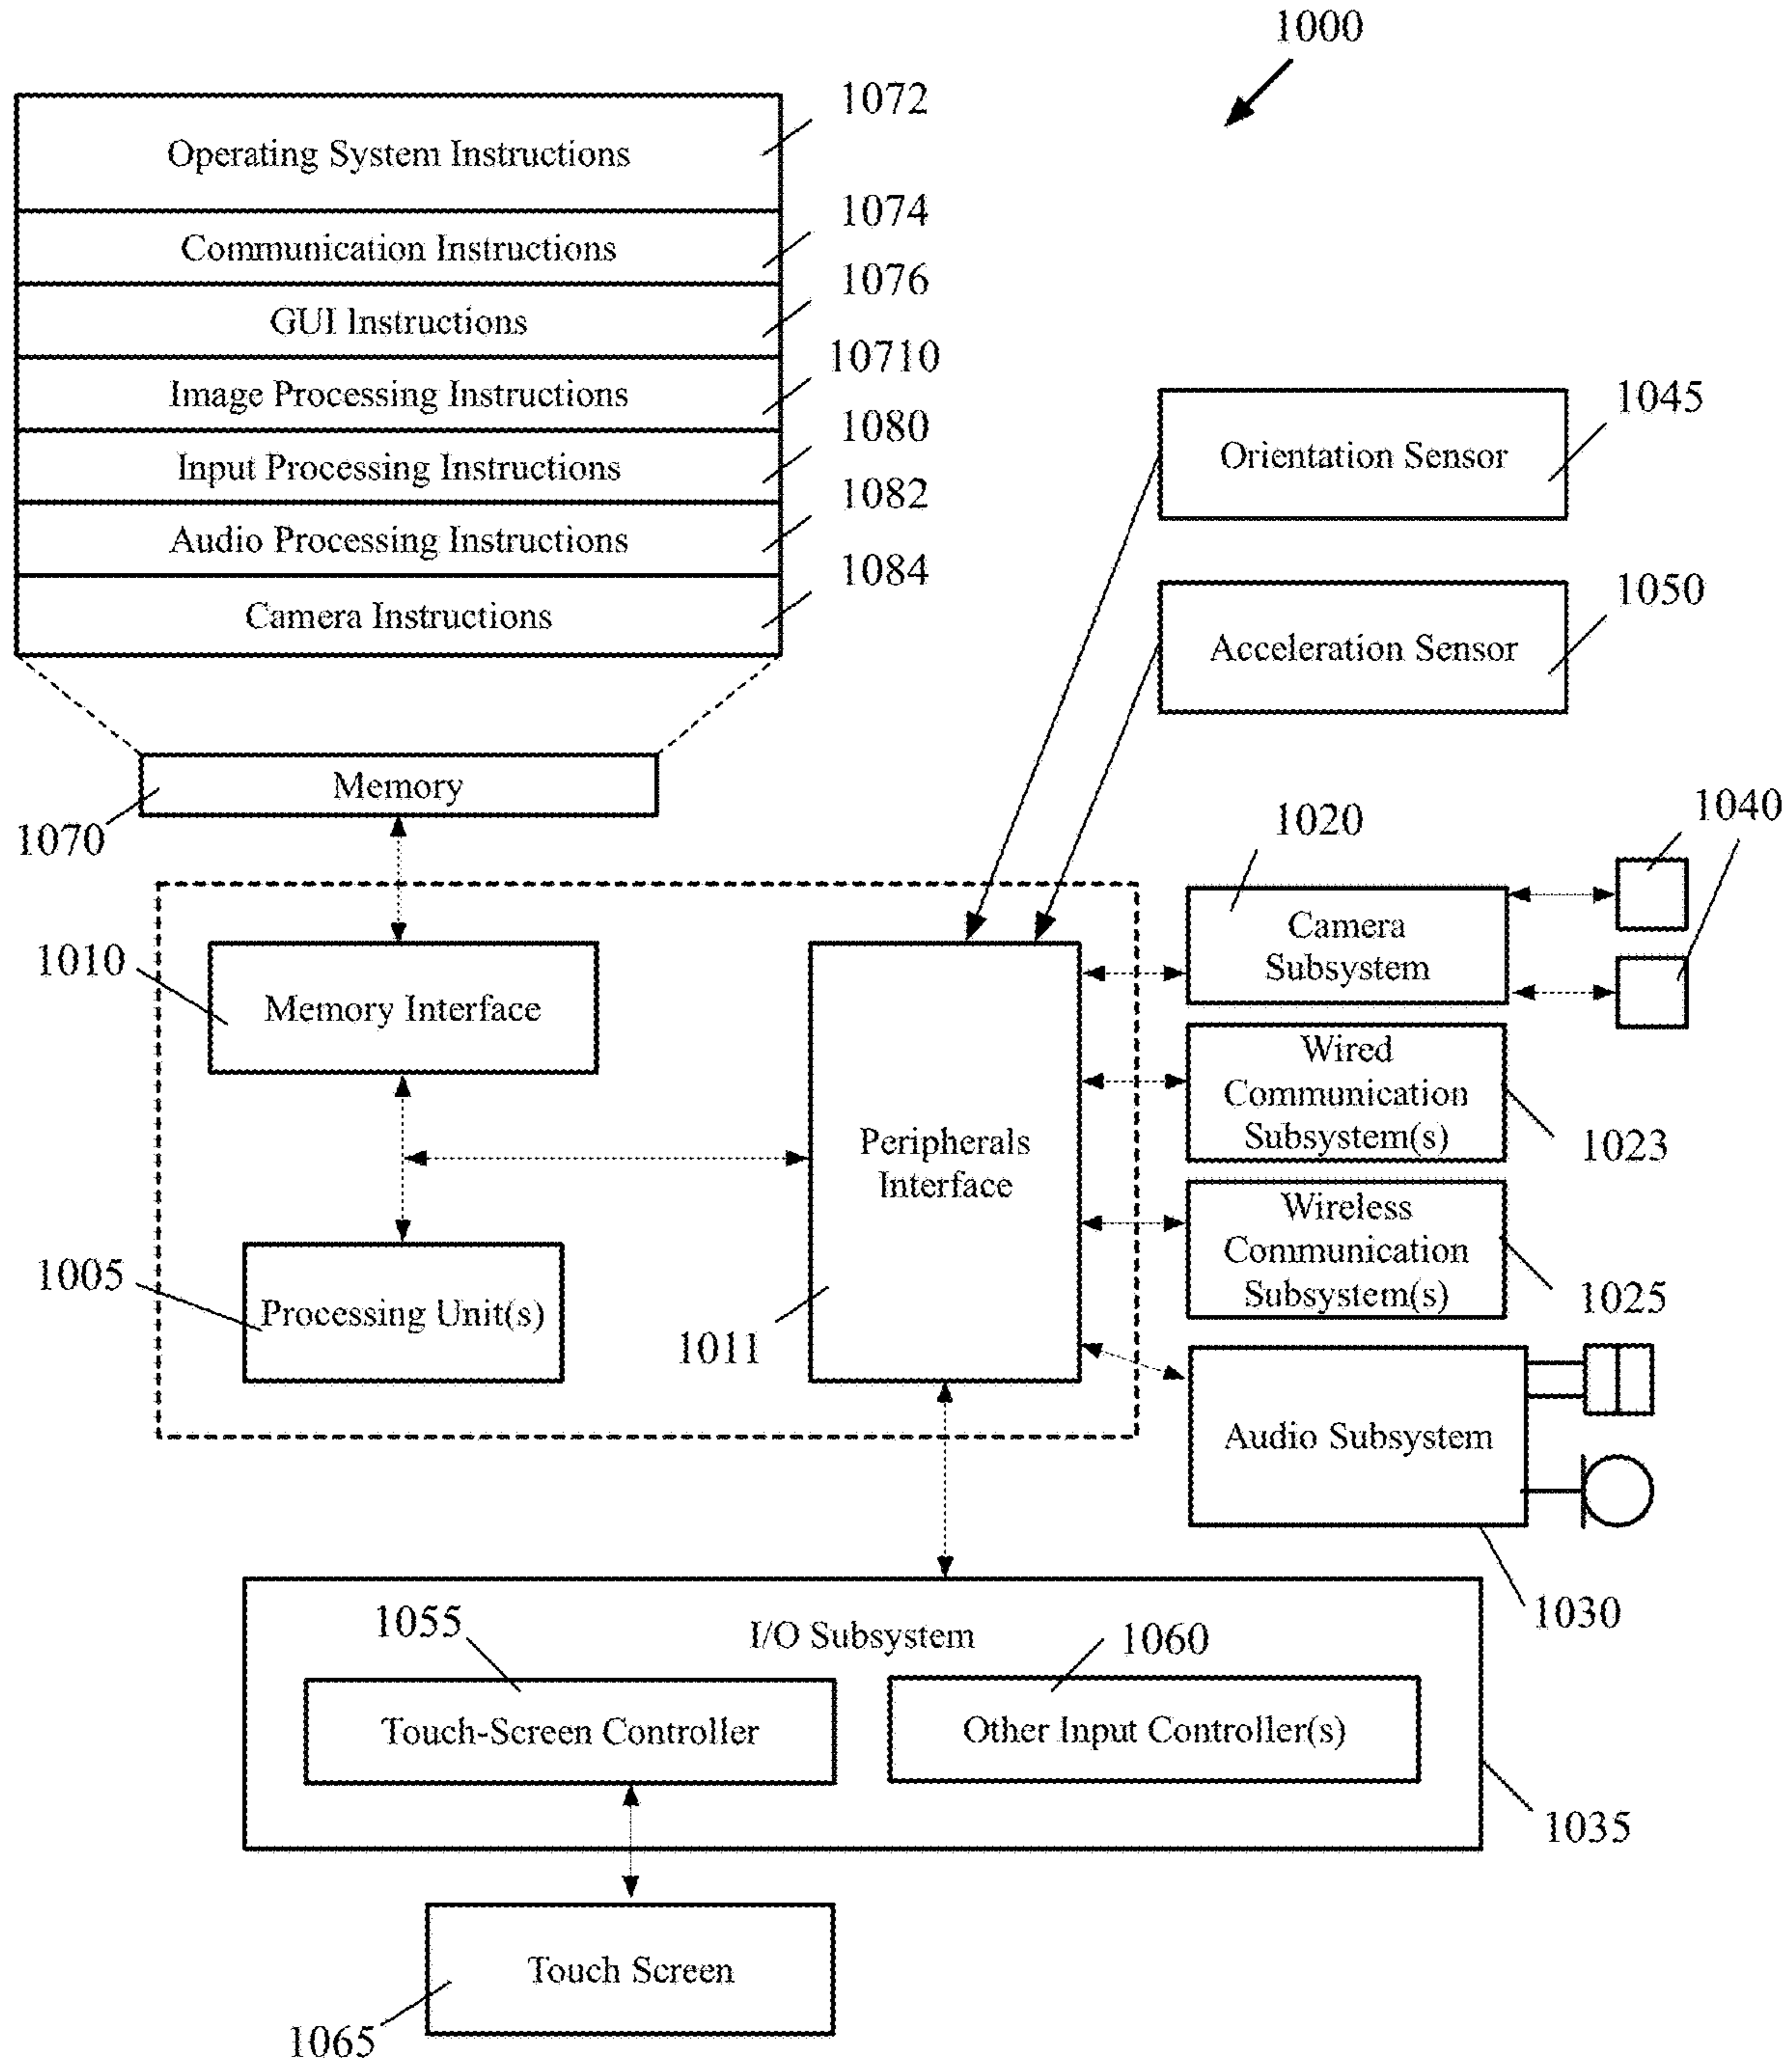 1000
1072
Operating System Instructions
1074
Communication Instructions
1076
GUI Instructions
10710
Image Processing Instructions
1080
Input Processing Instructions
1082
Audio Processing Instructions
1084
Camera Instructions
1045
Orientation Sensor
1050
Acceleration Sensor
Memory
1070
1040
1020
Camera
Subsystem
1010
Memory Interface
Wired
Communication
Subsystem(s)
1023
Peripherals
Interface
1011
Wireless
Communication
Subsystem(s)
1025
1005
Processing Unit(s)
Audio Subsystem
1030
I/O Subsystem
1055
1060
Touch-Screen Controller
Other Input Controller(s)
1035
Touch Screen
1065